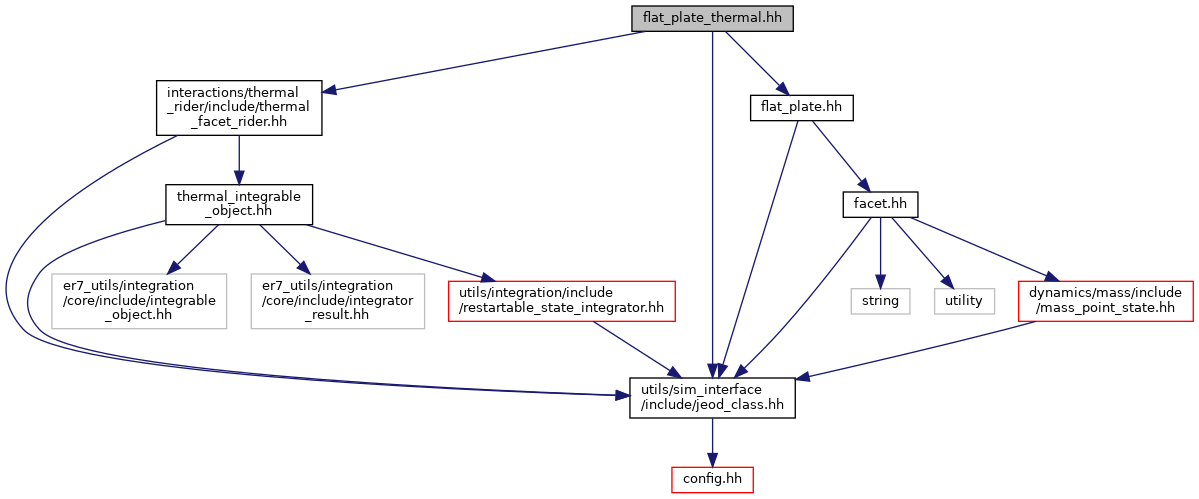 flat_plate_thermal.hh
interactions/thermal
_rider/include/thermal
_facet_rider.hh
flat_plate.hh
thermal_integrable
_object.hh
facet.hh
er7_utils/integration
/core/include/integrable
_object.hh
er7_utils/integration
/core/include/integrator
_result.hh
utils/integration/include
/restartable_state_integrator.hh
string
utility
dynamics/mass/include
/mass_point_state.hh
utils/sim_interface
/include/jeod_class.hh
config.hh